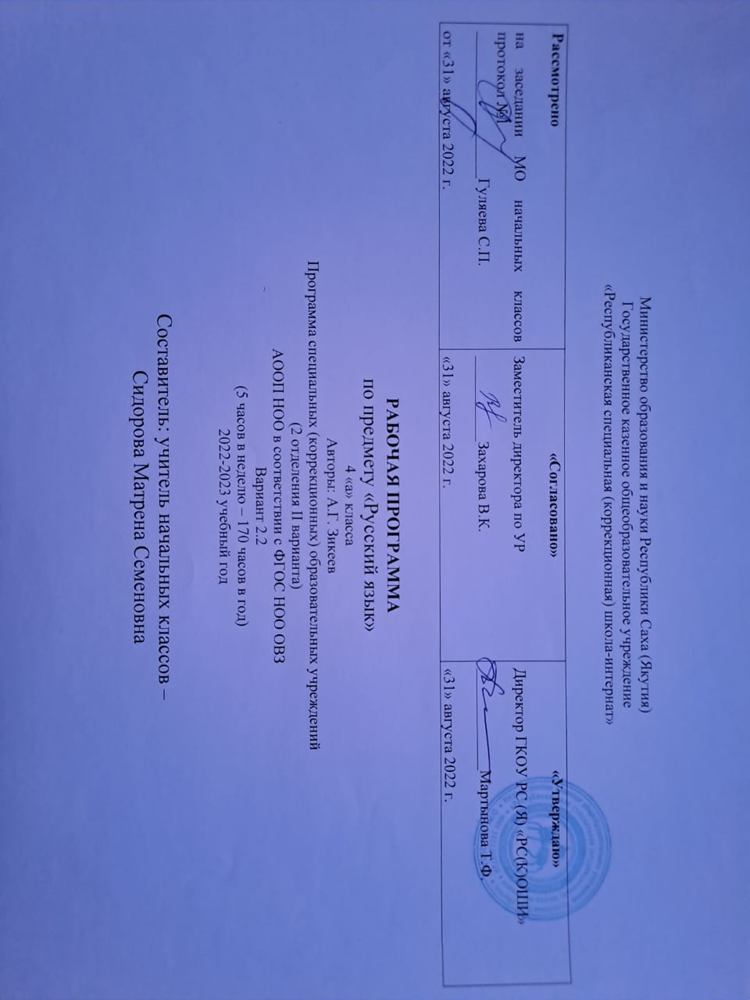 Министерство образования и науки Республики Саха (Якутия)
Государственное казенное общеобразовательное учреждение
«Республиканская специальная (коррекционная) школа-интернат»
Рассмотрено
на заседании МО начальных классов
протокол №1
Гуляева С.П.
от «31» августа 2022 г.
«Согласовано»
Заместитель директора по УР
Захарова В.К.
«31» августа 2022 г.
«Утверждаю»
Директор ГКОУ РС (Я) «РС(К)ОШИ»
Мартынова Т.Ф.
«31» августа 2022 г.
РАБОЧАЯ ПРОГРАММА
по предмету «Русский язык»
4 «а» класса
Авторы: А.Г. Зикеев
Программа специальных (коррекционных) образовательных учреждений
(2 отделения II варианта)
АООП НОО в соответствии с ФГОС НОО ОВЗ
Вариант 2.2
(5 часов в неделю – 170 часов в год)
2022-2023 учебный год
Составитель: учитель начальных классов –
Сидорова Матрена Семеновна